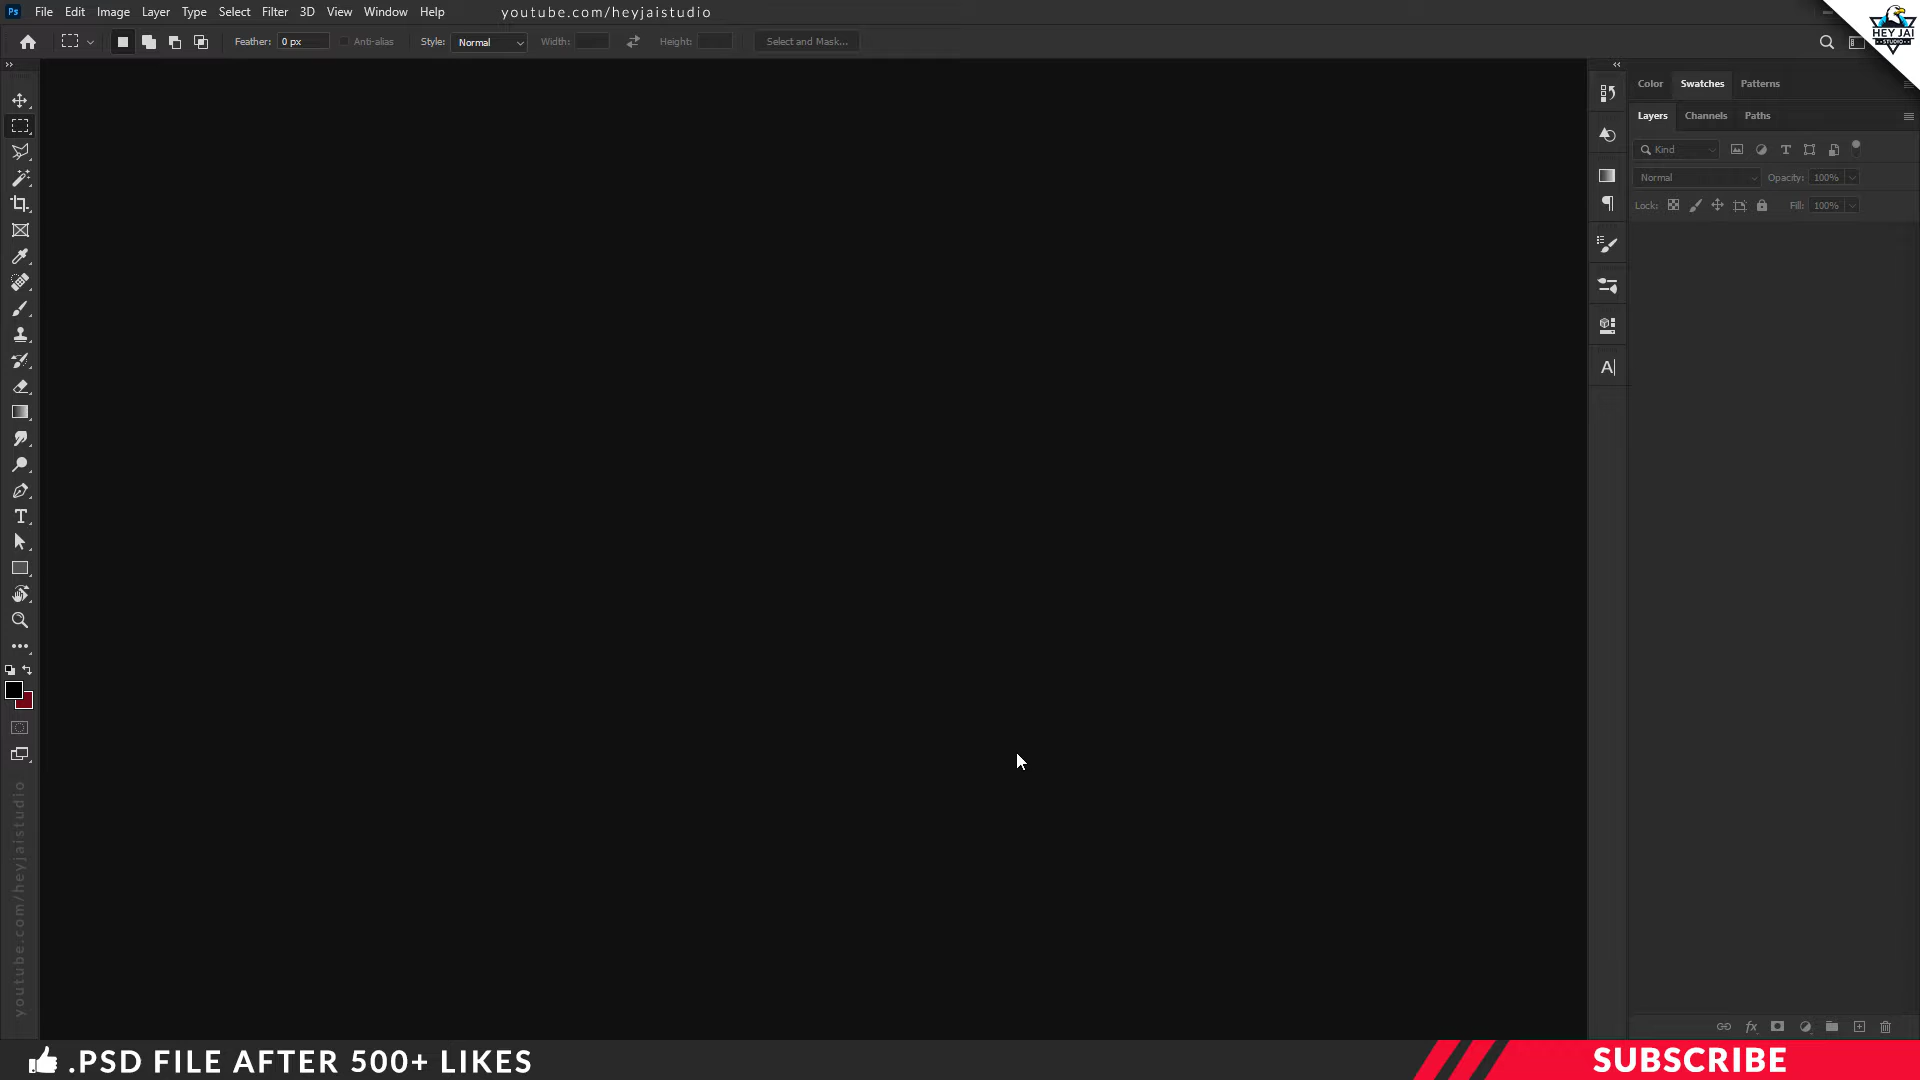 Ps File Edit Image Layer Type Select Filter 3D View Window Help youtube.com/heyjaistudio
HEY JAI
STUDIO
Feather: 0 px Anti-alias Style: Normal Width: Height: Select and Mask...
Color Swatches Patterns
Layers Channels Paths
Kind
Normal Opacity: 100%
Lock: Fill: 100%
youtube.com/heyjaistudio
.PSD FILE AFTER 500+ LIKES
SUBSCRIBE